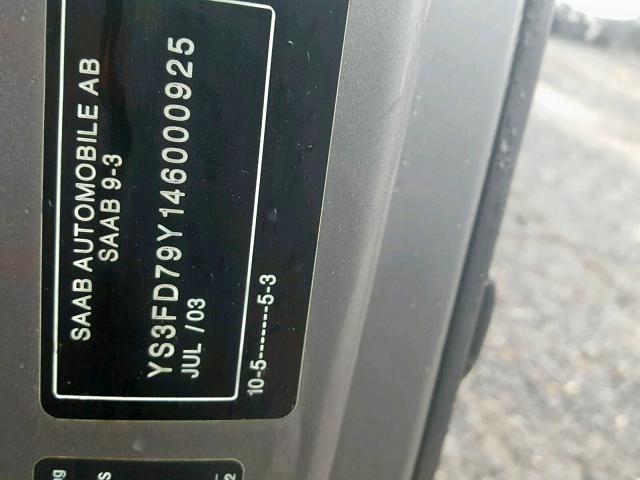 SAAB AUTOMOBILE AB
SAAB 9-3
YS3FD79Y146000925
JUL / 03
10-5-------5-3